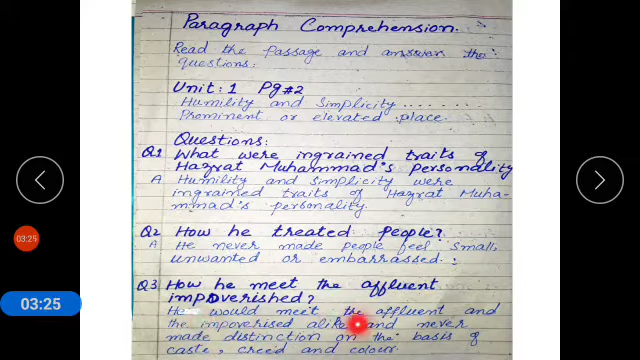 Paragraph Comprehension.
Read the Passage and answer the
questions.
Unit: 1 Pg#2
Humility and Simplicity .......
Prominent or elevated place.
Questions:
Q1 What were ingrained traits of
Hazrat Muhammad's personality
A Humility and Simplicity were
ingrained traits of Hazrat Muha-
mmad's personality.
Q2 How he treated People?
A He never made people feel small,
unwanted or embarrassed.
Q3 How he meet the affluent
impoverished?
He would meet the affluent and
the impoverised alike and never
made distinction on the basis of
caste, creed and colour.
03:25
03:25